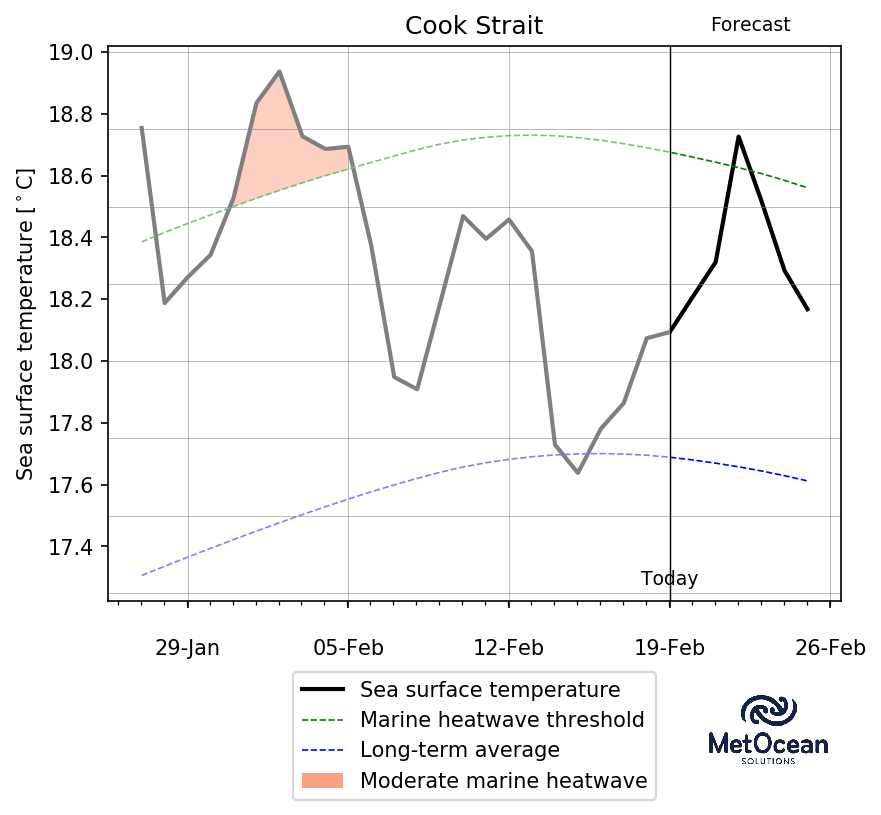 Cook Strait
Forecast
19.0
18.8
18.6
18.4
18.2
18.0
17.8
17.6
17.4
Sea surface temperature [°C]
Today
29-Jan
05-Feb
12-Feb
19-Feb
26-Feb
Sea surface temperature
Marine heatwave threshold
Long-term average
Moderate marine heatwave
MetOcean
SOLUTIONS